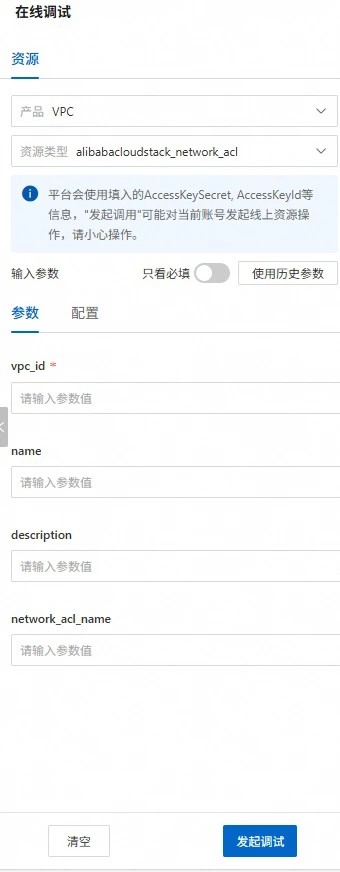 在线调试
资源
产品 VPC
资源类型 alibabacloudstack_network_acl
平台会使用填入的AccessKeySecret, AccessKeyId等
信息，"发起调用"可能对当前账号发起线上资源操
作，请小心操作。
输入参数 只看必填 使用历史参数
参数 配置
vpc_id *
请输入参数值
name
请输入参数值
description
请输入参数值
network_acl_name
请输入参数值
清空 发起调试